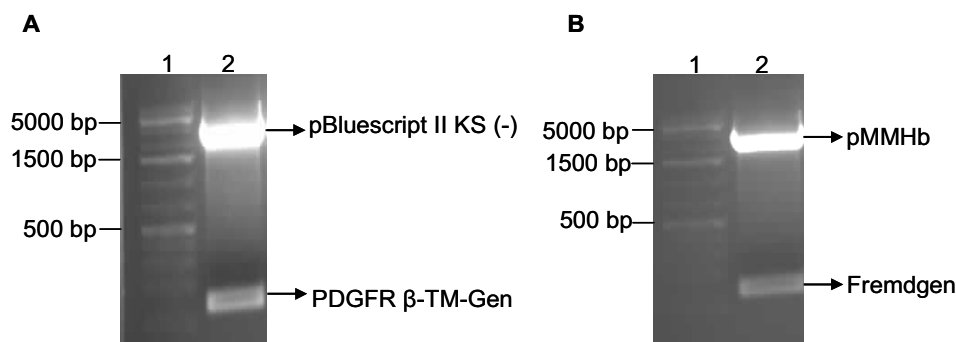 A
1 2
5000 bp
1500 bp
500 bp
pBluescript II KS (-)
PDGFR β-TM-Gen
B
1 2
5000 bp
1500 bp
500 bp
pMMHb
Fremdgen